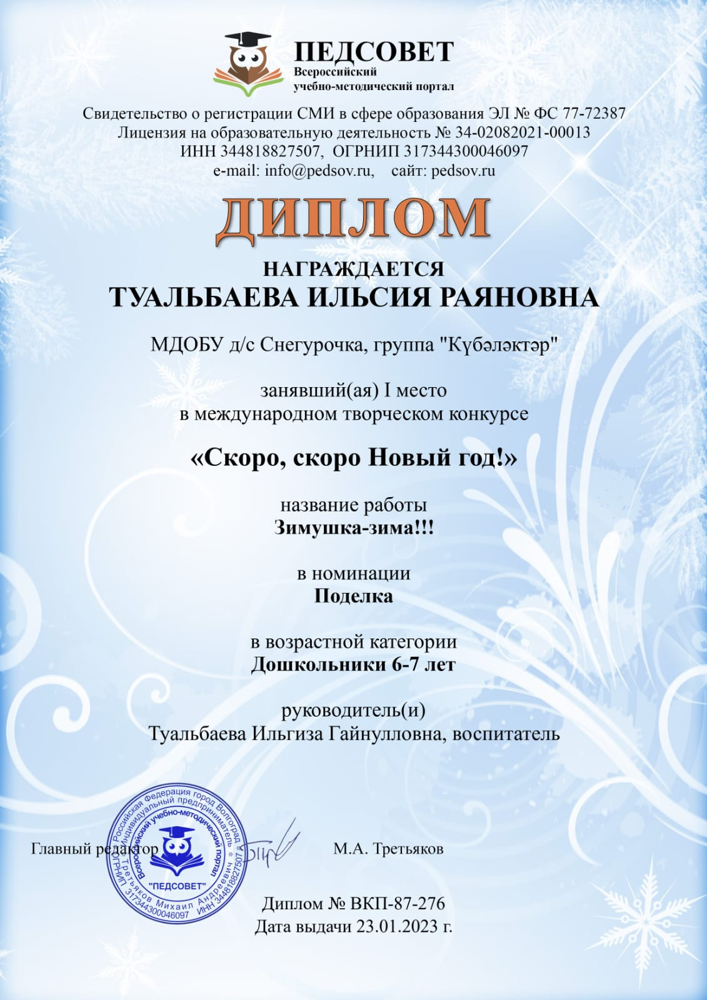 ПЕДСОВЕТ
Всероссийский
учебно-методический портал
Свидетельство о регистрации СМИ в сфере образования ЭЛ № ФС 77-72387
Лицензия на образовательную деятельность № 34-02082021-00013
ИНН 344818827507, ОГРНИП 317344300046097
e-mail: info@pedsov.ru, сайт: pedsov.ru
ДИПЛОМ
НАГРАЖДАЕТСЯ
ТУАЛЬБАЕВА ИЛЬСИЯ РАЯНОВНА
МДОБУ д/с Снегурочка, группа "Күбәләктәр"
занявший(ая) I место
в международном творческом конкурсе
«Скоро, скоро Новый год!»
название работы
Зимушка-зима!!!
в номинации
Поделка
в возрастной категории
Дошкольники 6-7 лет
руководитель(и)
Туальбаева Ильгиза Гайнулловна, воспитатель
Российская Федерация город Волгоград
ОГРНИП 317344300046097 ИНН 344818827507
Индивидуальный предприниматель
Третьяков Михаил Андреевич
Всероссийский учебно-методический портал
"ПЕДСОВЕТ"
Главный редактор М.А. Третьяков
Диплом № ВКП-87-276
Дата выдачи 23.01.2023 г.